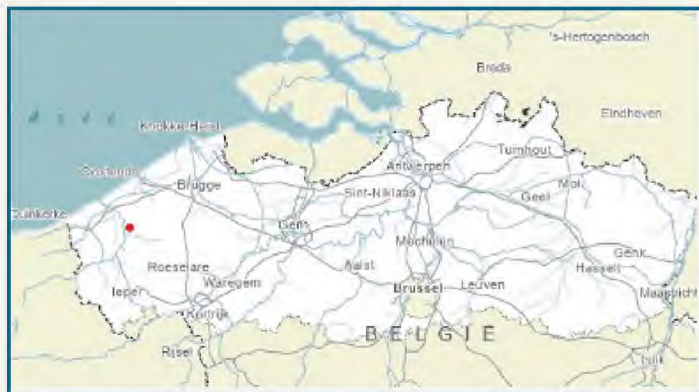 's-Hertogenbosch
Breda
Eindhoven
Knokke-Heist
Turnhout
Antwerpen
Oostende
Brugge
Sint-Niklaas
Geel
Mol
Duinkerke
Gent
Mechelen
Genk
Roeselare
Aalst
Hasselt
Waregem
Brussel
Leuven
Maastricht
Ieper
Kortrijk
BELGIE
Rijsel
Luik